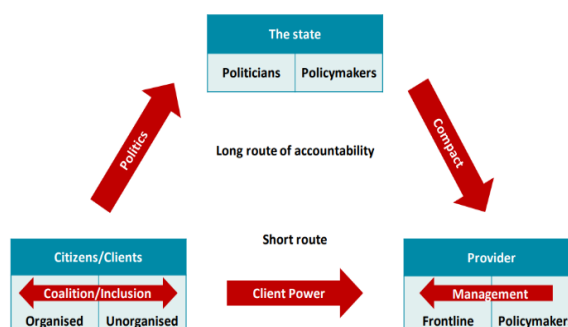 The state
Politicians Policymakers
Politics
Compact
Long route of accountability
Short route
Citizens/Clients
Coalition/Inclusion
Organised Unorganised
Client Power
Provider
Management
Frontline Policymaker